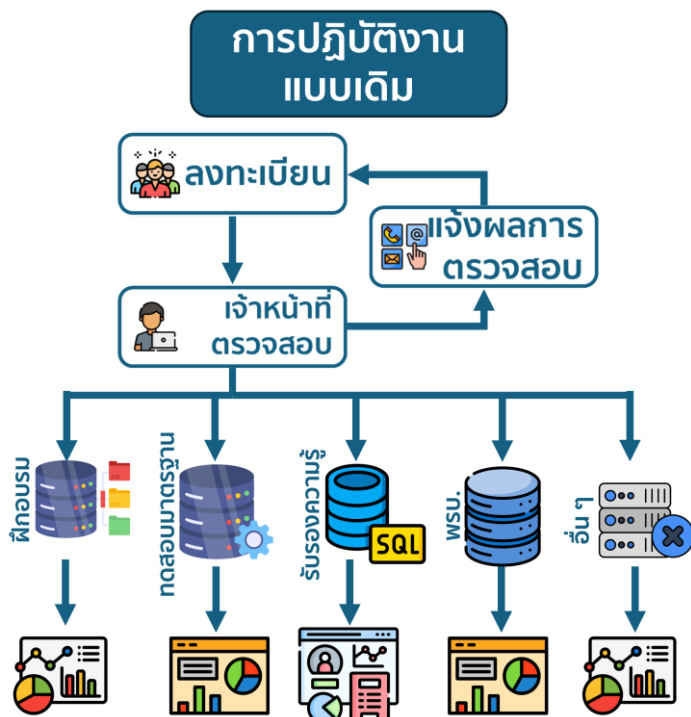 การปฏิบัติงาน
แบบเดิม
ลงทะเบียน
แจ้งผลการ
ตรวจสอบ
@
เจ้าหน้าที่
ตรวจสอบ
ฝึกอบรม
ทดสอบมาตรฐาน
รับรองความรู้
SQL
พรบ.
อื่น ๆ